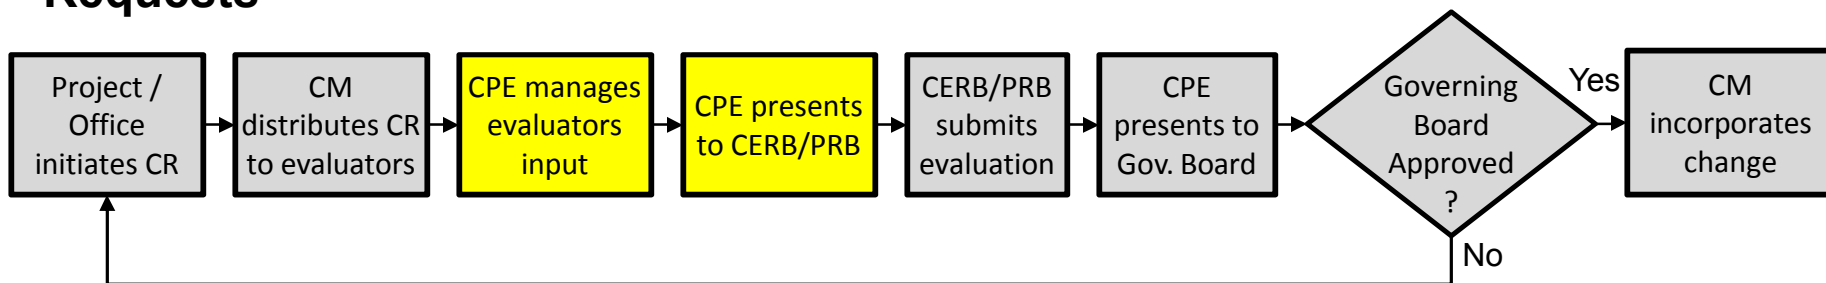 Requests
Project /
Office
initiates CR
CM
distributes CR
to evaluators
CPE manages
evaluators
input
CPE presents
to CERB/PRB
CERB/PRB
submits
evaluation
CPE
presents to
Gov. Board
Governing
Board
Approved
?
Yes
CM
incorporates
change
No